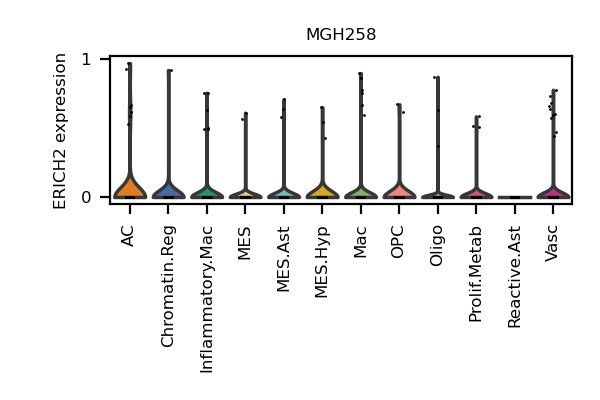 MGH258
ERICH2 expression
1
0
AC
Chromatin.Reg
Inflammatory.Mac
MES
MES.Ast
MES.Hyp
Mac
OPC
Oligo
Prolif.Metab
Reactive.Ast
Vasc